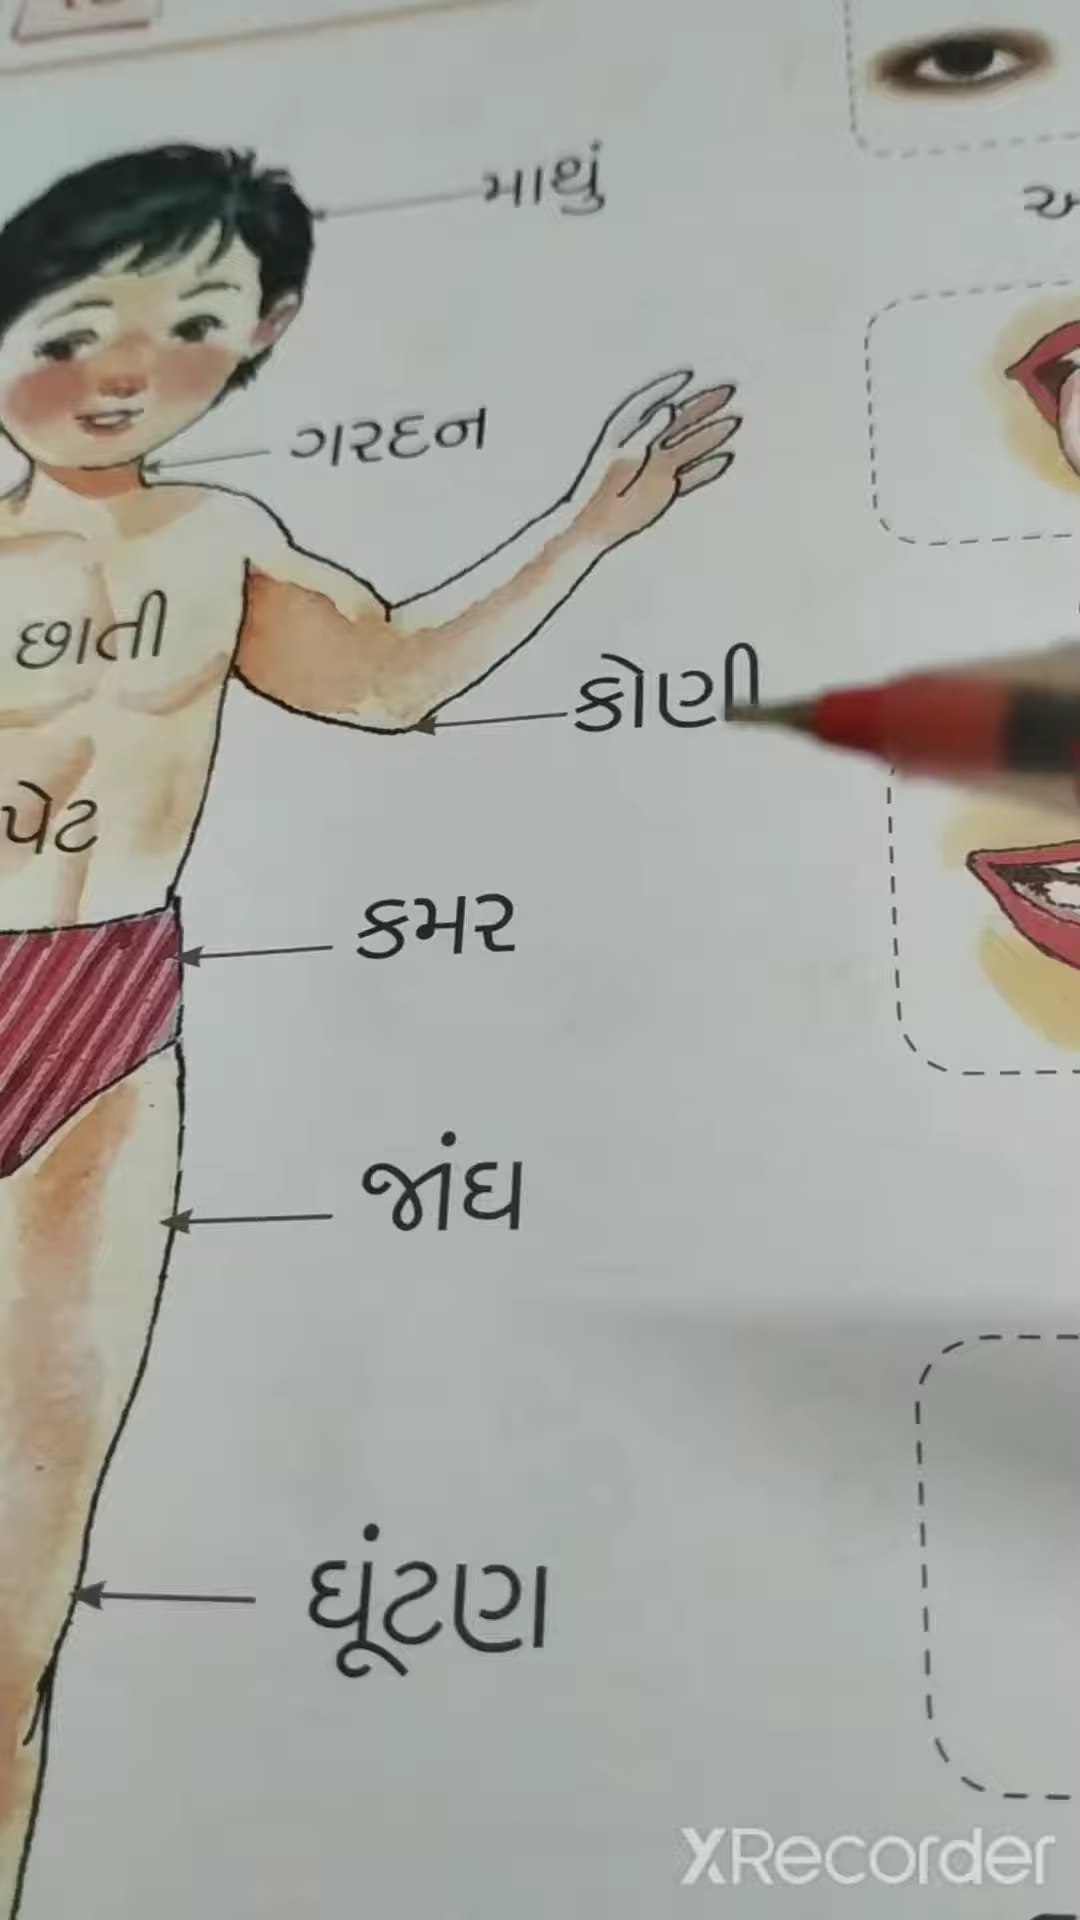 માથું
ગરદન
છાતી
કોણી
પેટ
કમર
જાંઘ
ઘૂંટણ
XRecorder